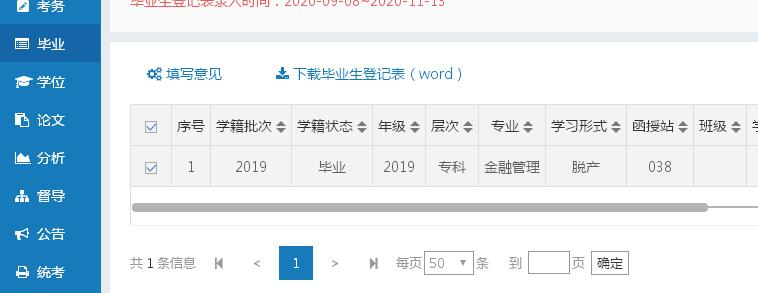 考务
毕业生登记表录入时间：2020-09-08~2020-11-13
毕业
学位
论文
分析
督导
公告
统考
填写意见 下载毕业生登记表（word）
序号 学籍批次 学籍状态 年级 层次 专业 学习形式 函授站 班级
1 2019 毕业 2019 专科 金融管理 脱产 038
共 1 条信息 < 1 > 每页 50 条 到 页 确定